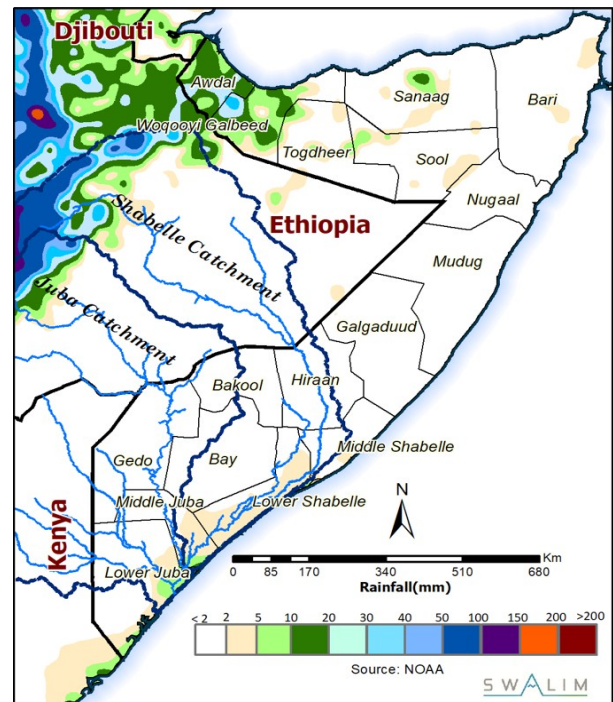 Djibouti
Awdal
Sanaag
Bari
Woqooyi Galbeed
Togdheer
Sool
Nugaal
Ethiopia
Shabelle Catchment
Mudug
Juba Catchment
Galgaduud
Bakool
Hiraan
Middle Shabelle
Gedo
Bay
N
Middle Juba
Lower Shabelle
Kenya
Lower Juba
Km
0 85 170 340 510 680
Rainfall(mm)
< 2 2 5 10 20 30 40 50 100 150 200 >200
Source: NOAA
SWALIM